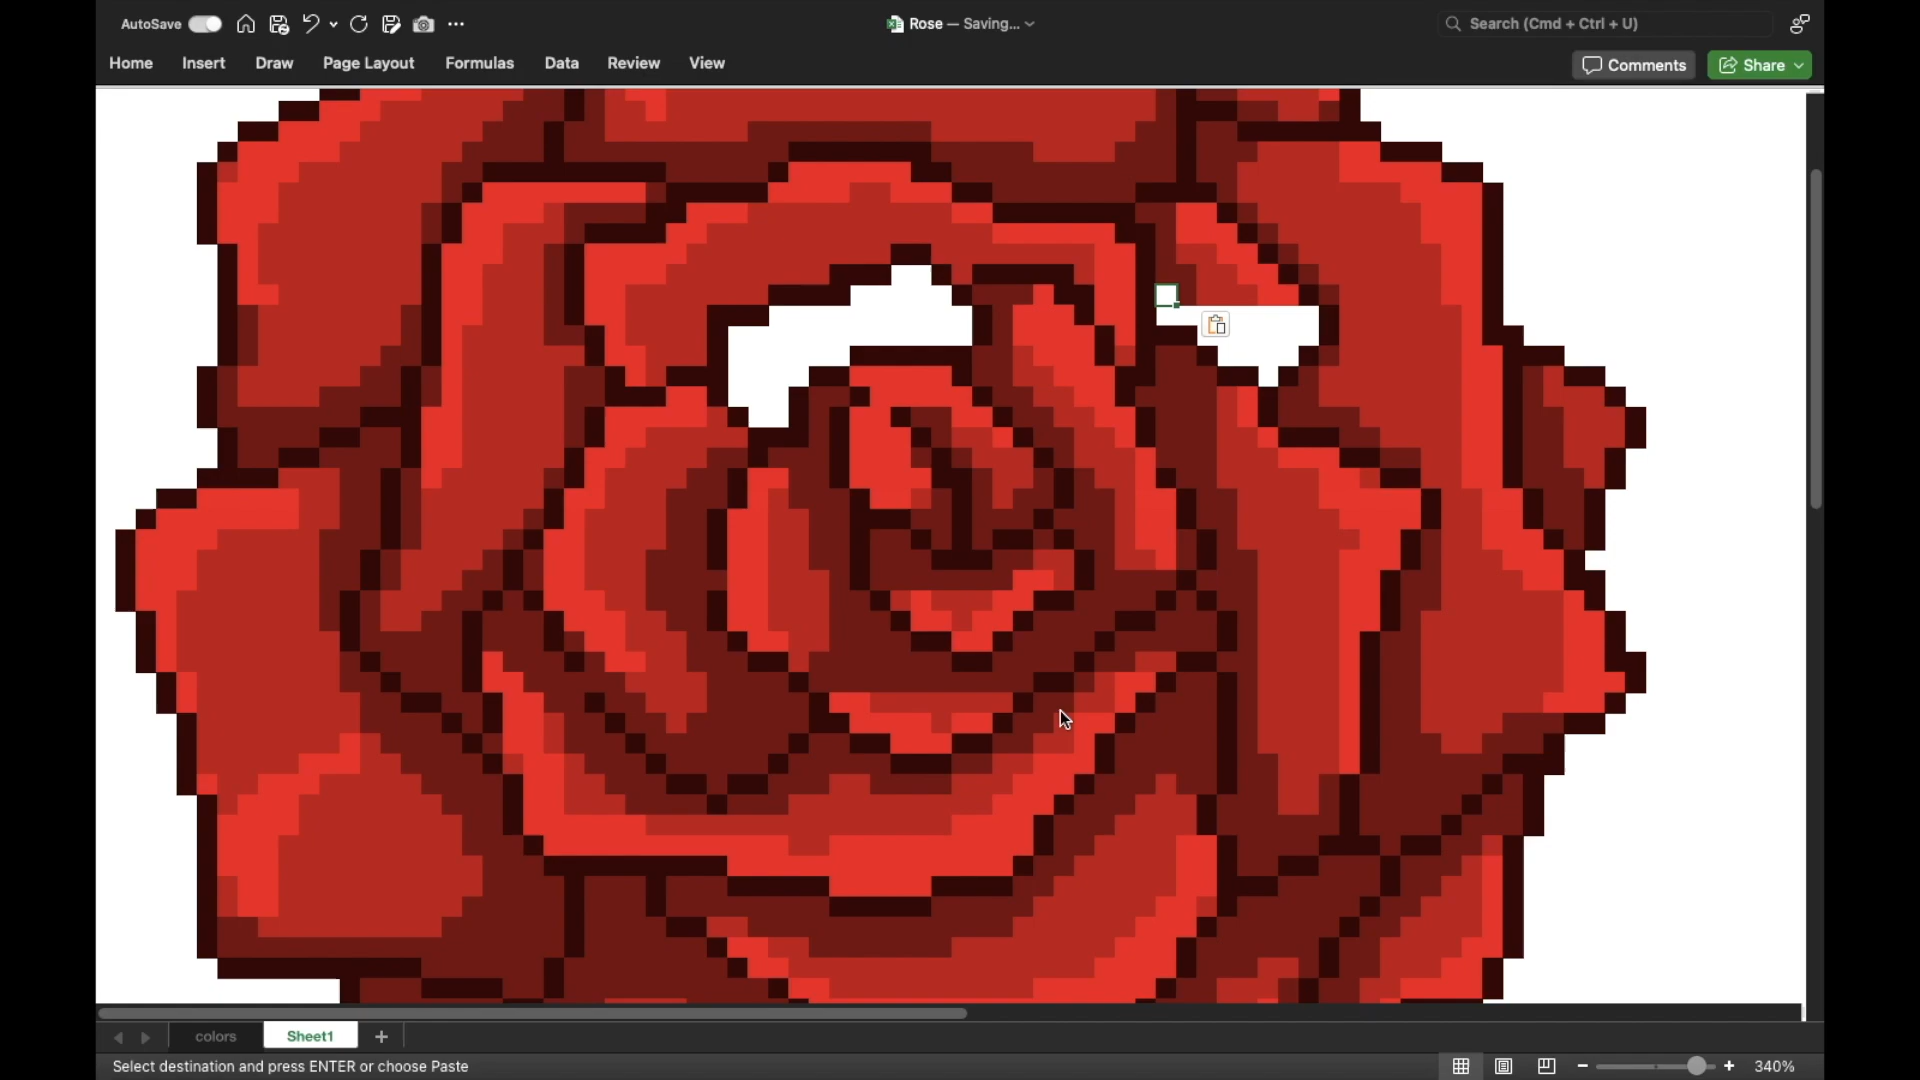 AutoSave
Rose — Saving...
Search (Cmd + Ctrl + U)
Home Insert Draw Page Layout Formulas Data Review View
Comments Share
colors Sheet1 +
Select destination and press ENTER or choose Paste
− + 340%